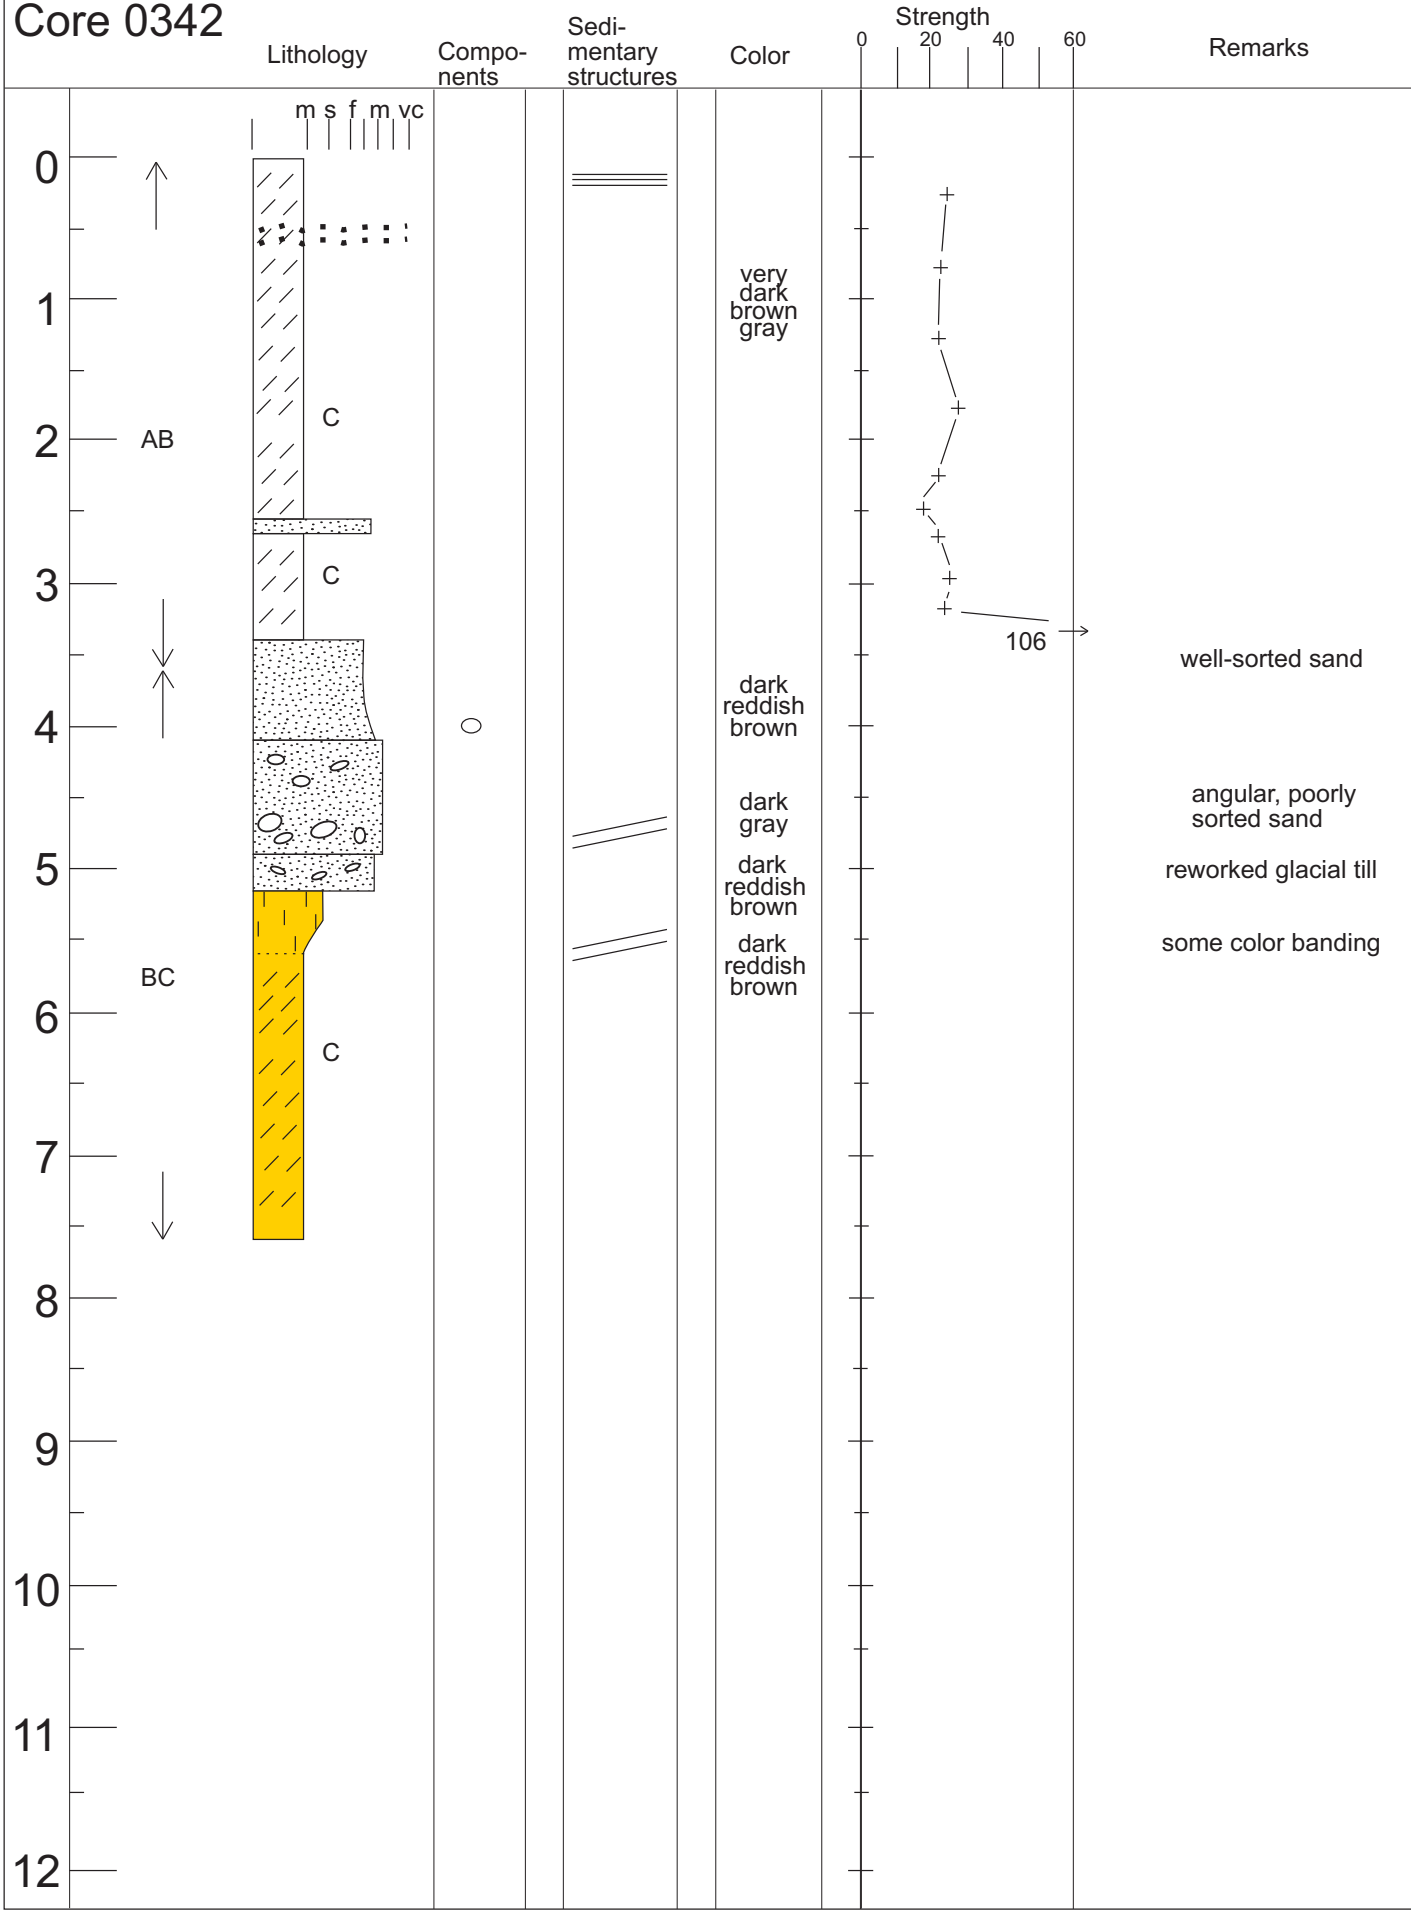 Core 0342
Lithology
Compo-
nents
Sedi-
mentary
structures
Color
Strength
0 20 40 60
Remarks
m s f m vc
0
very
dark
brown
gray
1
C
2
AB
C
3
106
well-sorted sand
dark
reddish
brown
4
dark
gray
angular, poorly
sorted sand
5
dark
reddish
brown
reworked glacial till
dark
reddish
brown
some color banding
BC
6
C
7
8
9
10
11
12